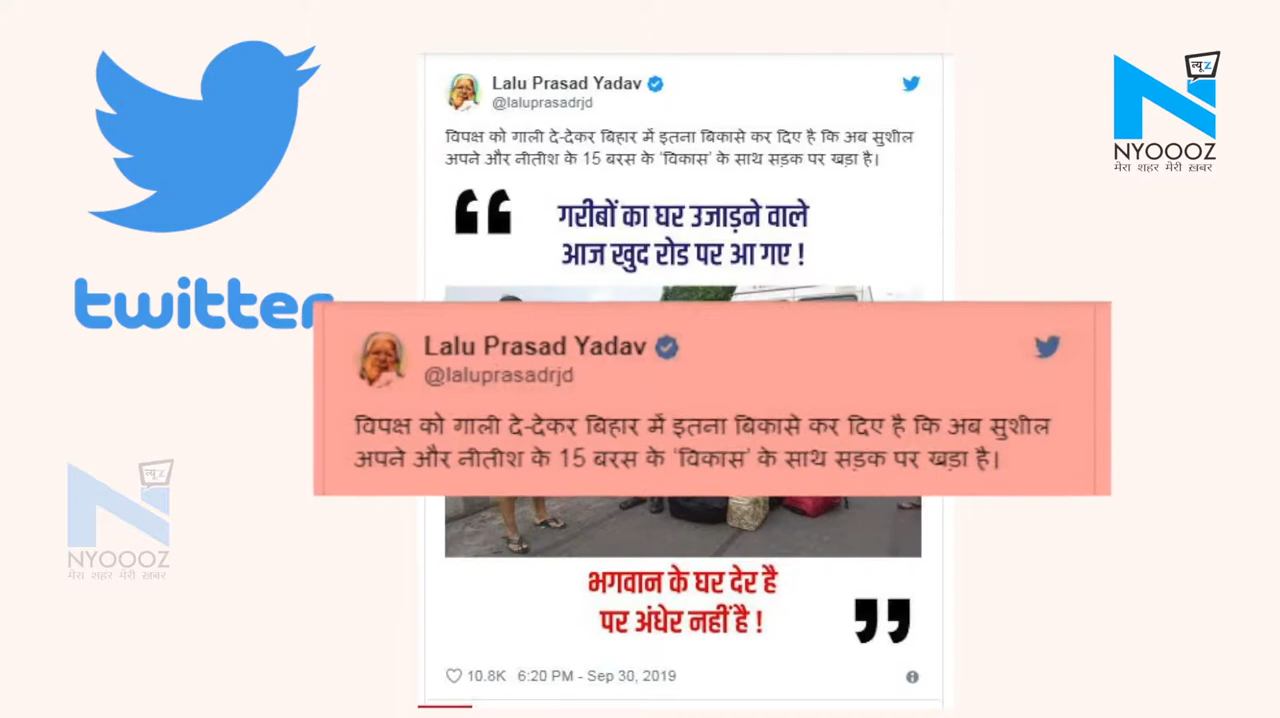 twitter
Lalu Prasad Yadav
@laluprasadrjd
विपक्ष को गाली दे-देकर बिहार में इतना बिकासे कर दिए है कि अब सुशील
अपने और नीतीश के 15 बरस के 'विकास' के साथ सड़क पर खड़ा है।
“
गरीबों का घर उजाड़ने वाले
आज खुद रोड पर आ गए !
Lalu Prasad Yadav
@laluprasadrjd
विपक्ष को गाली दे-देकर बिहार में इतना बिकासे कर दिए है कि अब सुशील
अपने और नीतीश के 15 बरस के 'विकास' के साथ सड़क पर खड़ा है।
भगवान के घर देर है
पर अंधेर नहीं है !
”
10.8K 6:20 PM - Sep 30, 2019
न्यूz
NYOOOZ
मेरा शहर मेरी ख़बर
न्यूz
NYOOOZ
मेरा शहर मेरी ख़बर